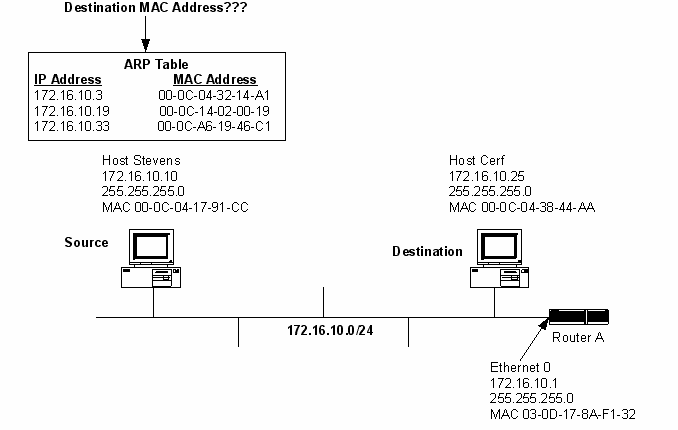 Destination MAC Address???
ARP Table
IP Address MAC Address
172.16.10.3 00-0C-04-32-14-A1
172.16.10.19 00-0C-14-02-00-19
172.16.10.33 00-0C-A6-19-46-C1
Host Stevens
172.16.10.10
255.255.255.0
MAC 00-0C-04-17-91-CC
Host Cerf
172.16.10.25
255.255.255.0
MAC 00-0C-04-38-44-AA
Source
Destination
172.16.10.0/24
Router A
Ethernet 0
172.16.10.1
255.255.255.0
MAC 03-0D-17-8A-F1-32